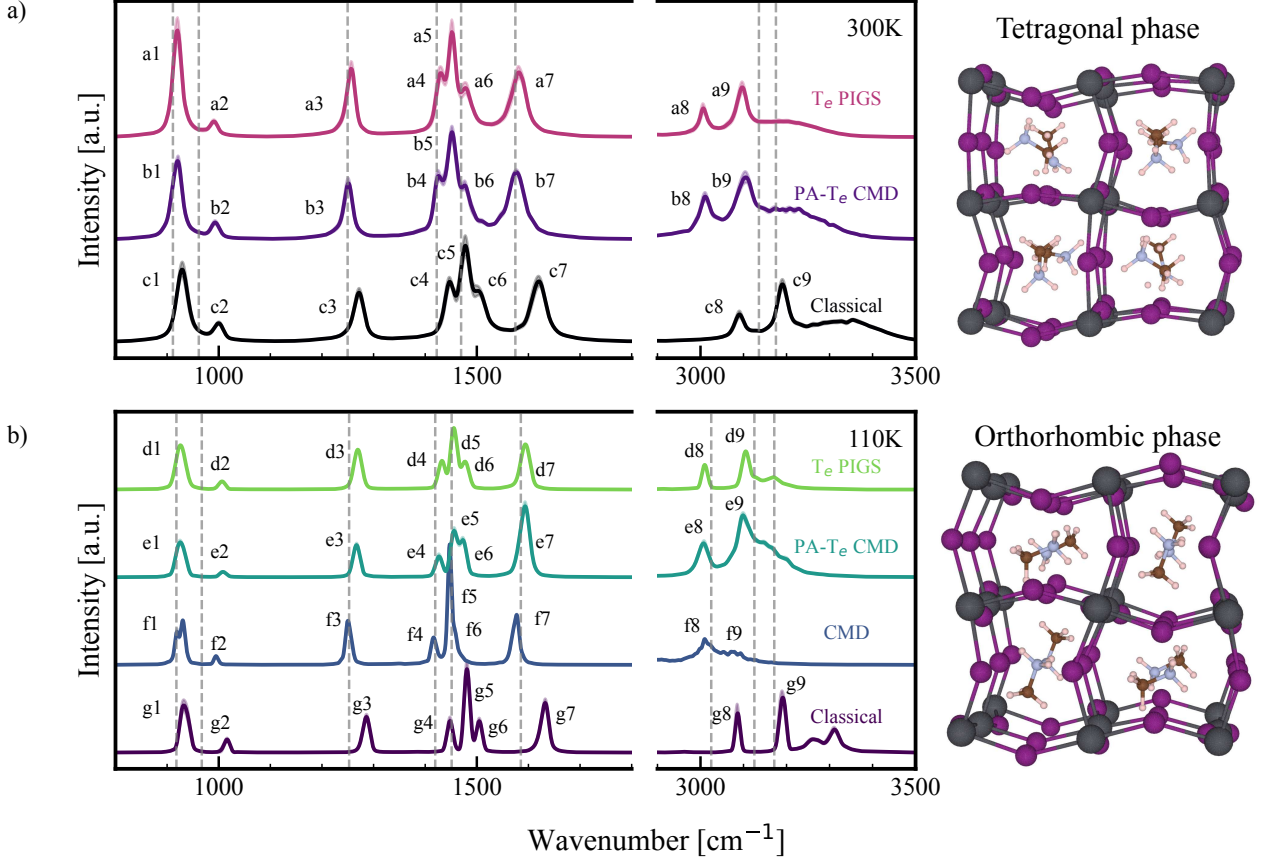 a)
300K
Tetragonal phase
a1
a2
a3
a4
a5
a6
a7
a8
a9
Te PIGS
b1
b2
b3
b4
b5
b6
b7
b8
b9
PA-Te CMD
c1
c2
c3
c4
c5
c6
c7
c8
c9
Classical
Intensity [a.u.]
1000
1500
3000
3500
b)
110K
Orthorhombic phase
d1
d2
d3
d4
d5
d6
d7
d8
d9
Te PIGS
e1
e2
e3
e4
e5
e6
e7
e8
e9
PA-Te CMD
f1
f2
f3
f4
f5
f6
f7
f8
f9
CMD
g1
g2
g3
g4
g5
g6
g7
g8
g9
Classical
Intensity [a.u.]
1000
1500
3000
3500
Wavenumber [cm⁻¹]